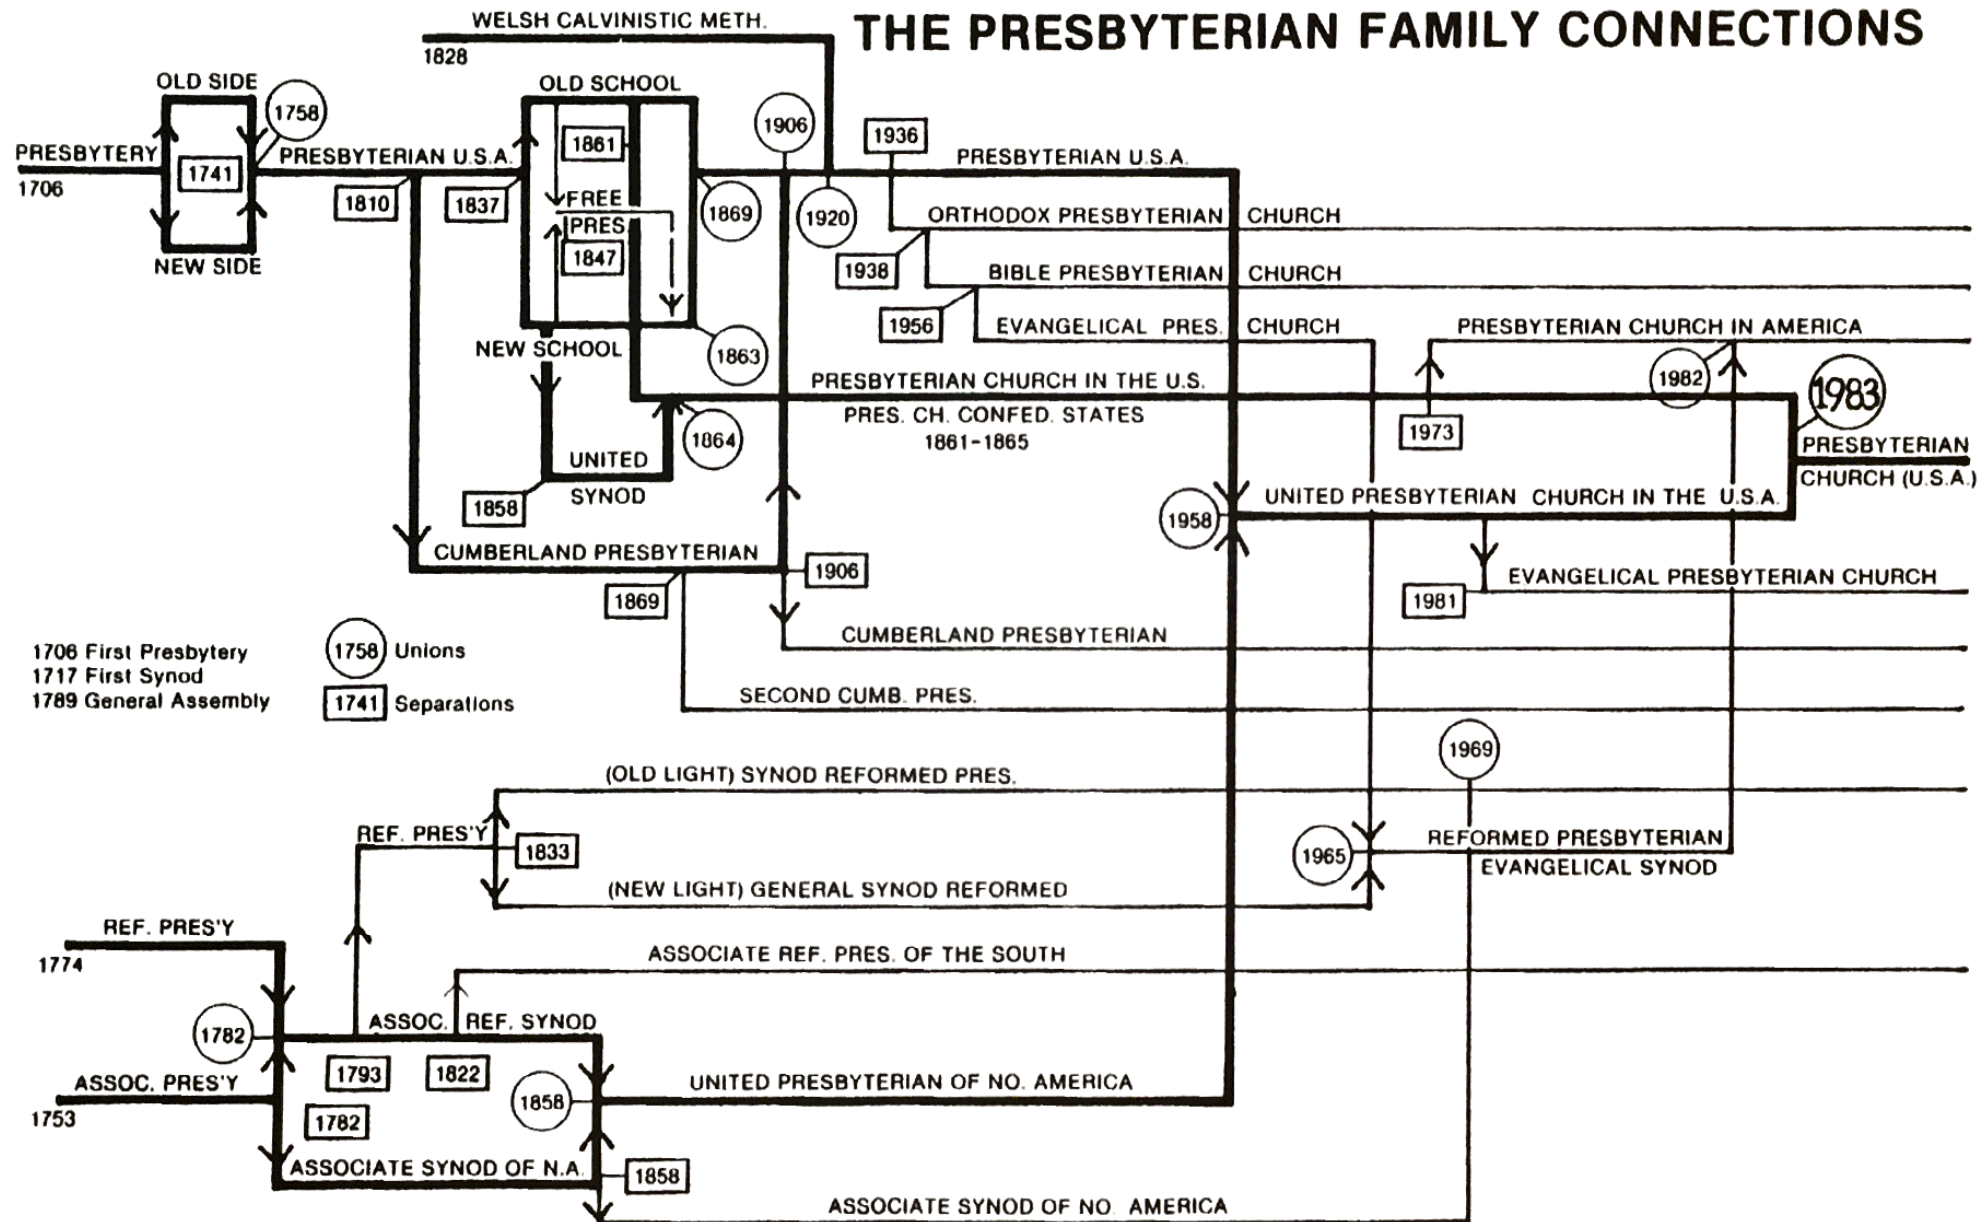 WELSH CALVINISTIC METH.
THE PRESBYTERIAN FAMILY CONNECTIONS
1828
OLD SIDE
1758
OLD SCHOOL
1906
1936
1861
PRESBYTERY
1741
PRESBYTERIAN U.S.A.
PRESBYTERIAN U.S.A.
1706
1810
1837
FREE
PRES.
1869
1920
ORTHODOX PRESBYTERIAN CHURCH
NEW SIDE
1847
1938
BIBLE PRESBYTERIAN CHURCH
1956
EVANGELICAL PRES. CHURCH
PRESBYTERIAN CHURCH IN AMERICA
NEW SCHOOL
1863
PRESBYTERIAN CHURCH IN THE U.S.
1982
1983
PRES. CH. CONFED. STATES
1861-1865
1864
1973
PRESBYTERIAN
CHURCH (U.S.A.)
UNITED
SYNOD
1858
1958
UNITED PRESBYTERIAN CHURCH IN THE U.S.A.
CUMBERLAND PRESBYTERIAN
1906
1869
1981
EVANGELICAL PRESBYTERIAN CHURCH
CUMBERLAND PRESBYTERIAN
1706 First Presbytery
1717 First Synod
1789 General Assembly
1758 Unions
1741 Separations
SECOND CUMB. PRES.
1969
(OLD LIGHT) SYNOD REFORMED PRES.
REF. PRES'Y
1833
1965
REFORMED PRESBYTERIAN
EVANGELICAL SYNOD
(NEW LIGHT) GENERAL SYNOD REFORMED
REF. PRES'Y
1774
ASSOCIATE REF. PRES. OF THE SOUTH
1782
ASSOC. REF. SYNOD
1793
1822
ASSOC. PRES'Y
1753
1858
UNITED PRESBYTERIAN OF NO. AMERICA
1782
ASSOCIATE SYNOD OF N.A.
1858
ASSOCIATE SYNOD OF NO. AMERICA